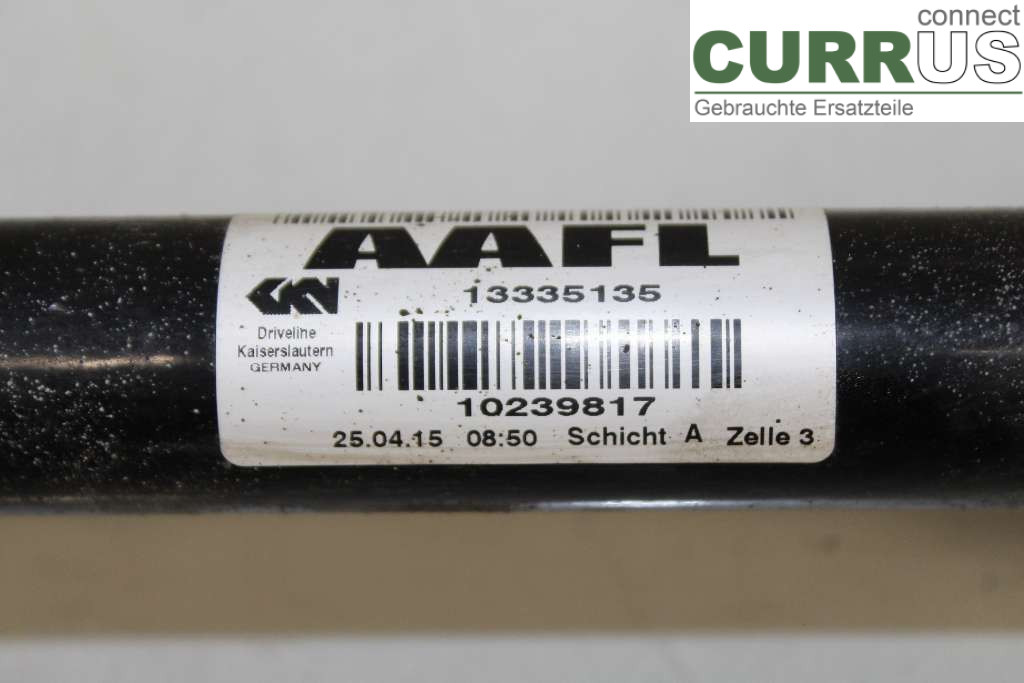 connect
CURRUS
Gebrauchte Ersatzteile
AAFL
GKN
13335135
Driveline
Kaiserslautern
GERMANY
10239817
25.04.15 08:50 Schicht A Zelle 3